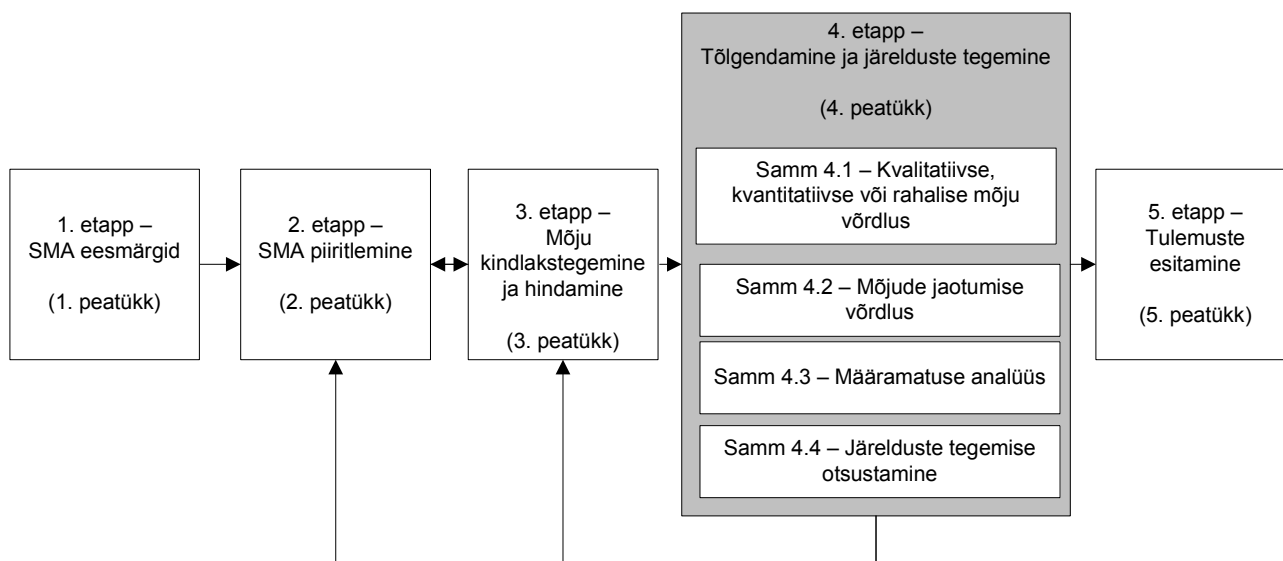 1. etapp –
SMA eesmärgid
(1. peatükk)
2. etapp –
SMA piiritlemine
(2. peatükk)
3. etapp –
Mõju
kindlakstegemine
ja hindamine
(3. peatükk)
4. etapp –
Tõlgendamine ja järelduste tegemine
(4. peatükk)
Samm 4.1 – Kvalitatiivse,
kvantitatiivse või rahalise mõju
võrdlus
Samm 4.2 – Mõjude jaotumise
võrdlus
Samm 4.3 – Määramatuse analüüs
Samm 4.4 – Järelduste tegemise
otsustamine
5. etapp –
Tulemuste
esitamine
(5. peatükk)